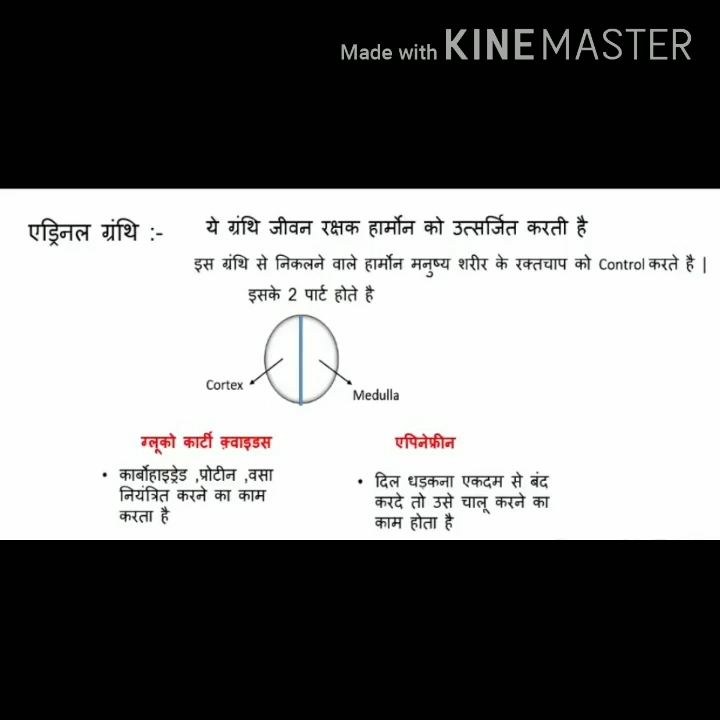 Made with KINEMASTER
एड्रिनल ग्रंथि :- ये ग्रंथि जीवन रक्षक हार्मोन को उत्सर्जित करती है
इस ग्रंथि से निकलने वाले हार्मोन मनुष्य शरीर के रक्तचाप को Control करते है |
इसके 2 पार्ट होते है
Cortex
Medulla
ग्लूको कार्टी क़्वाइडस
• कार्बोहाइड्रेड ,प्रोटीन ,वसा
नियंत्रित करने का काम
करता है
एपिनेफ्रीन
• दिल धड़कना एकदम से बंद
करदे तो उसे चालू करने का
काम होता है